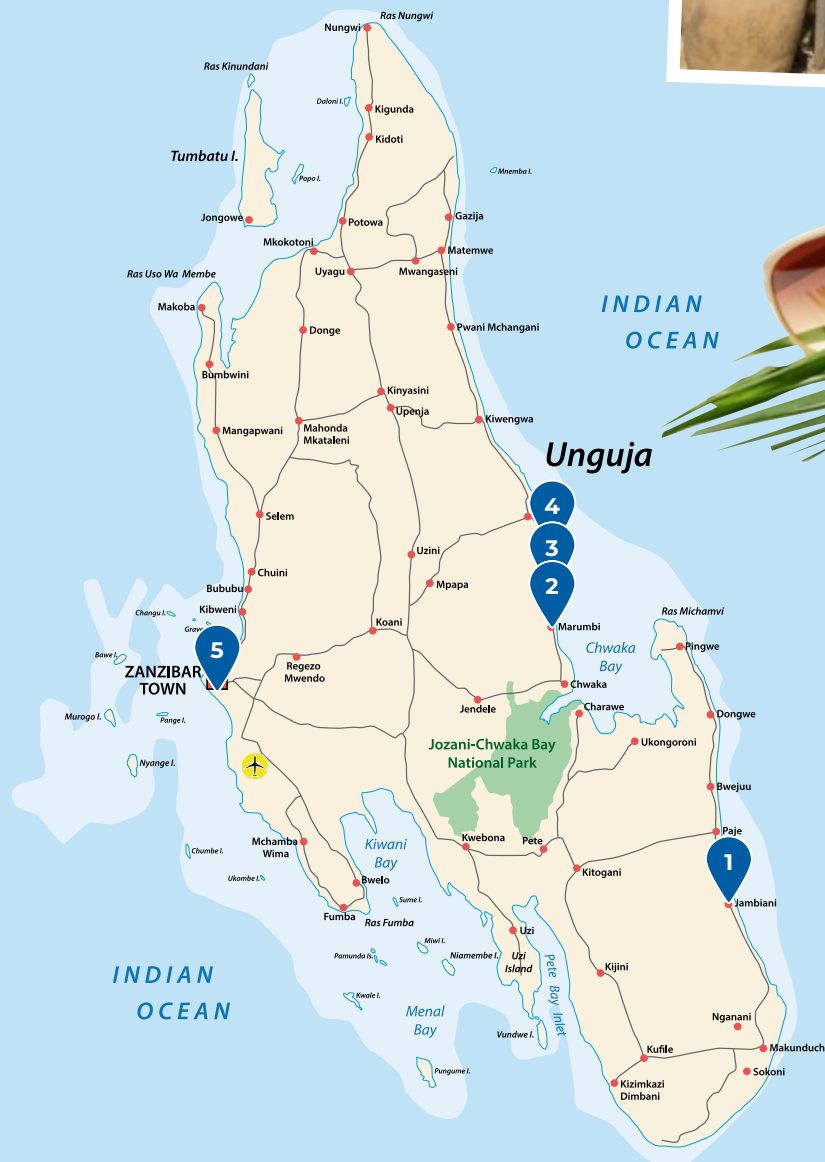 Ras Nungwi
Nungwi
Ras Kinundani
Daloni I.
Kigunda
Kidoti
Tumbatu I.
Popo I.
Mnemba I.
Jongowe
Potowa
Gazija
Mkokotoni
Matemwe
Uyagu
Mwangaseni
Ras Uso Wa Membe
Makoba
INDIAN
OCEAN
Donge
Pwani Mchangani
Bumbwini
Kinyasini
Upenja
Kiwengwa
Mangapwani
Mahonda
Mkataleni
Unguja
4
Selem
3
Uzini
Chuini
Mpapa
2
Bububu
Kibweni
Changu I.
Ras Michamvi
Koani
Marumbi
5
Chwaka
Bay
Pingwe
Bawe I.
ZANZIBAR
TOWN
Regezo
Mwendo
Chwaka
Jendele
Charawe
Murogo I.
Pange I.
Dongwe
Jozani-Chwaka Bay
National Park
Ukongoroni
Nyange I.
Bwejuu
Paje
Mchamba
Wima
Kwebona
Pete
Chumbe I.
Kiwani
Bay
1
Kitogani
Ukombe I.
Bwelo
Sume I.
Jambiani
Fumba
Ras Fumba
Uzi
Miwi I.
Pamunda Is.
Niamembe I.
Uzi
Island
INDIAN
OCEAN
Pete Bay Inlet
Kijini
Kwale I.
Menal
Bay
Nganani
Vundwe I.
Kufile
Makunduch
Pungume I.
Sokoni
Kizimkazi
Dimbani